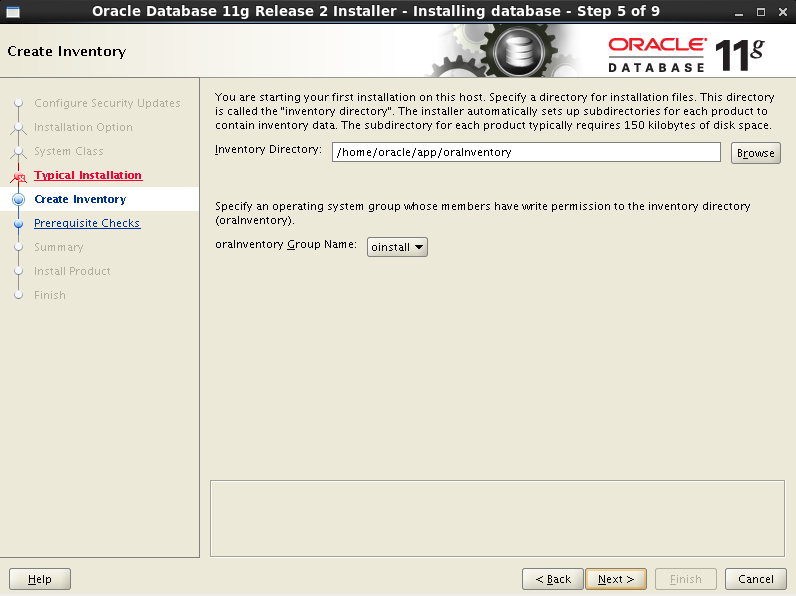 Oracle Database 11g Release 2 Installer - Installing database - Step 5 of 9
Create Inventory
ORACLE
DATABASE
11g
Configure Security Updates
Installation Option
System Class
Typical Installation
Create Inventory
Prerequisite Checks
Summary
Install Product
Finish
You are starting your first installation on this host. Specify a directory for installation files. This directory
is called the "inventory directory". The installer automatically sets up subdirectories for each product to
contain inventory data. The subdirectory for each product typically requires 150 kilobytes of disk space.
Inventory Directory: /home/oracle/app/oraInventory Browse
Specify an operating system group whose members have write permission to the inventory directory
(oraInventory).
oraInventory Group Name: oinstall
Help < Back Next > Finish Cancel